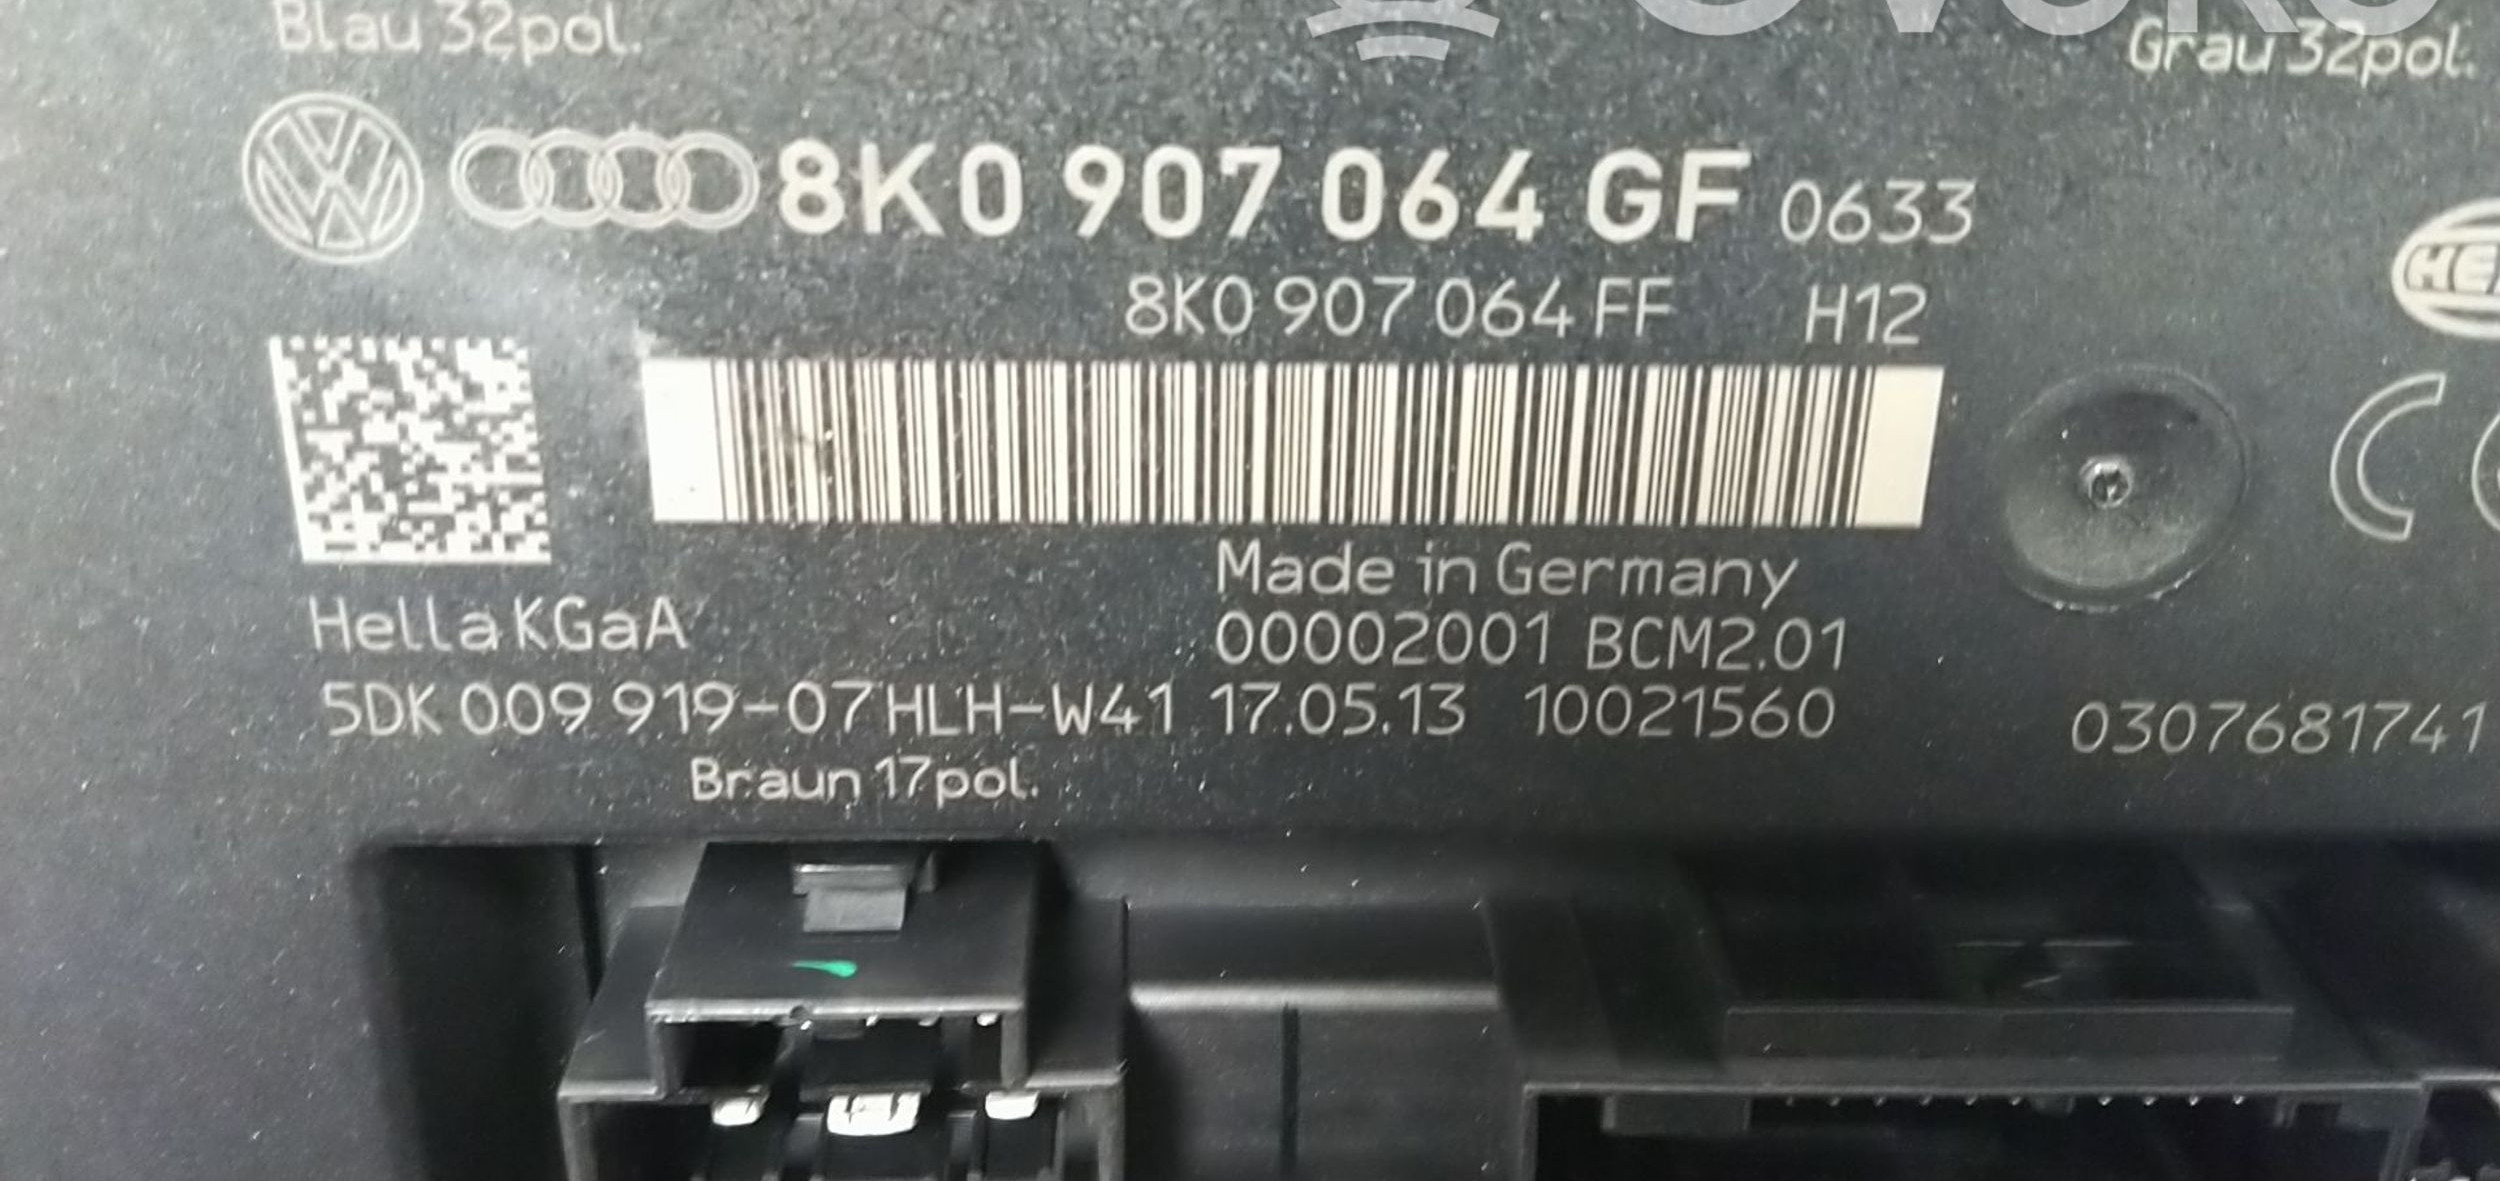 Blau 32pol.
Grau 32pol.
8K0 907 064 GF 0633
8K0 907 064 FF H12
Made in Germany
Hella KGaA
00002001 BCM2.01
5DK 009 919-07 HLH-W41 17.05.13 10021560
0307681741
Braun 17pol.